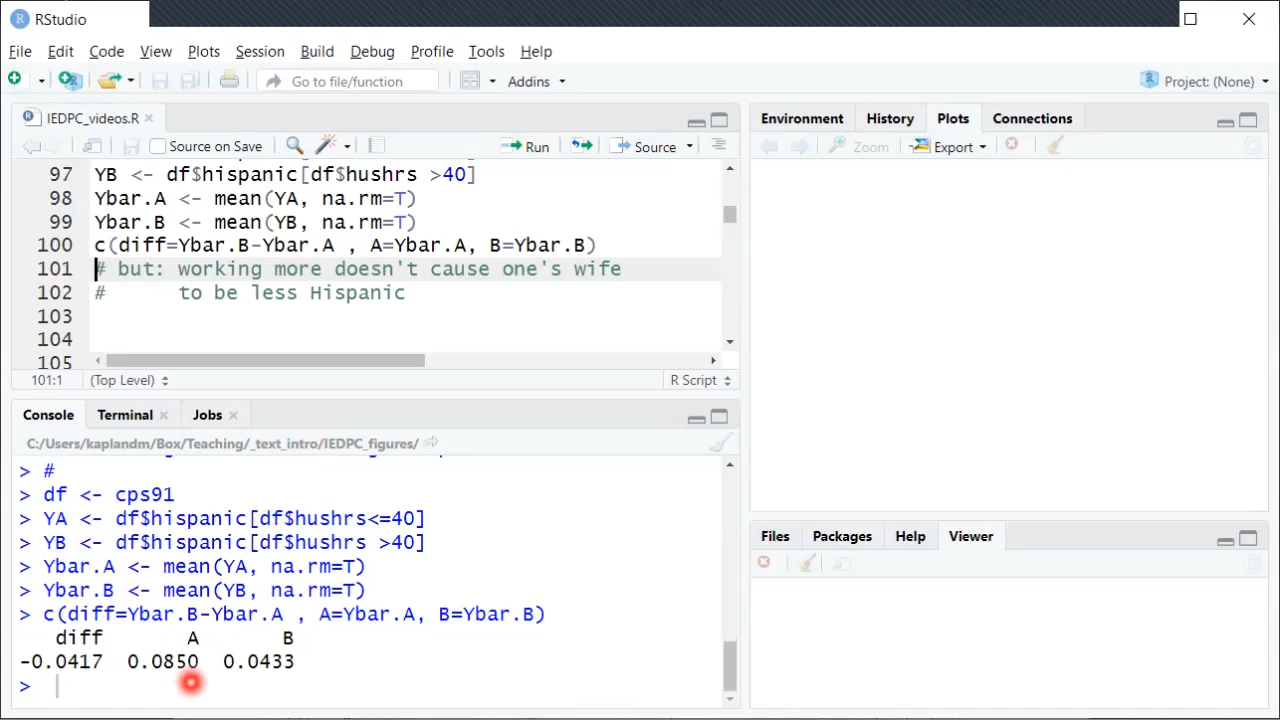 RStudio
File Edit Code View Plots Session Build Debug Profile Tools Help
Go to file/function Addins Project: (None)
IEDPC_videos.R
Source on Save Run Source
97 YB <- df$hispanic[df$hushrs >40]
98 Ybar.A <- mean(YA, na.rm=T)
99 Ybar.B <- mean(YB, na.rm=T)
100 c(diff=Ybar.B-Ybar.A , A=Ybar.A, B=Ybar.B)
101 # but: working more doesn't cause one's wife
102 # to be less Hispanic
103
104
105
101:1 (Top Level) R Script
Console Terminal Jobs
C:/Users/kaplandm/Box/Teaching/_text_intro/IEDPC_figures/
> #
> df <- cps91
> YA <- df$hispanic[df$hushrs<=40]
> YB <- df$hispanic[df$hushrs >40]
> Ybar.A <- mean(YA, na.rm=T)
> Ybar.B <- mean(YB, na.rm=T)
> c(diff=Ybar.B-Ybar.A , A=Ybar.A, B=Ybar.B)
diff A B
-0.0417 0.0850 0.0433
>
Environment History Plots Connections
Zoom Export
Files Packages Help Viewer